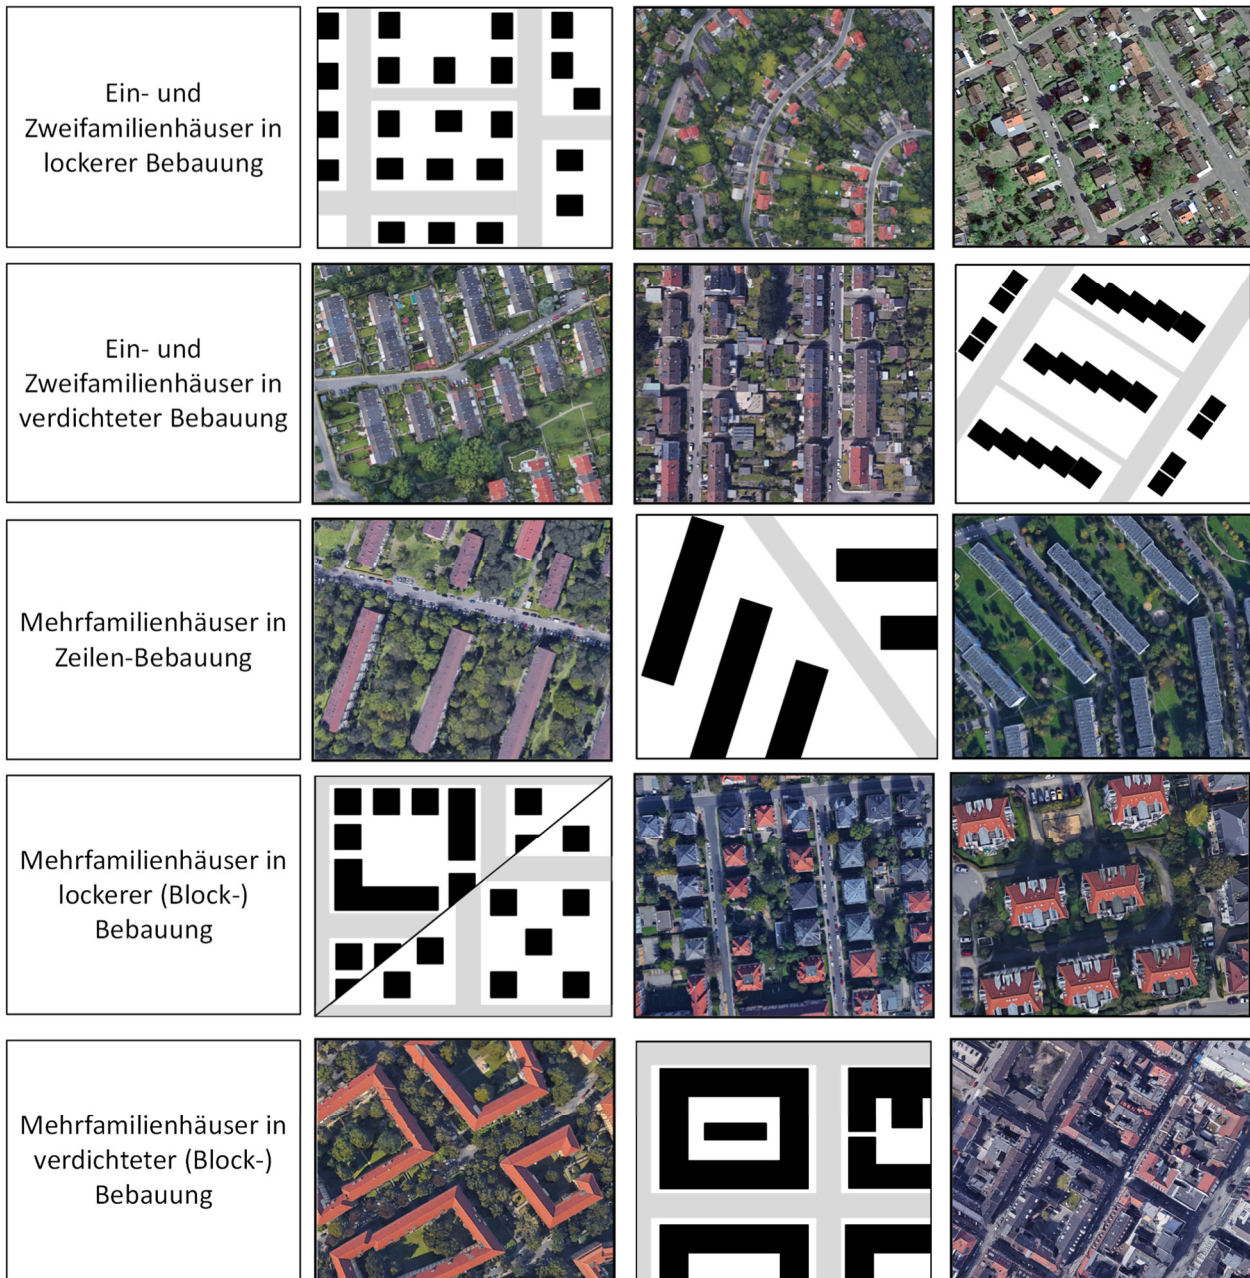 Ein- und
Zweifamilienhäuser in
lockerer Bebauung
Ein- und
Zweifamilienhäuser in
verdichteter Bebauung
Mehrfamilienhäuser in
Zeilen-Bebauung
Mehrfamilienhäuser in
lockerer (Block-)
Bebauung
Mehrfamilienhäuser in
verdichteter (Block-)
Bebauung